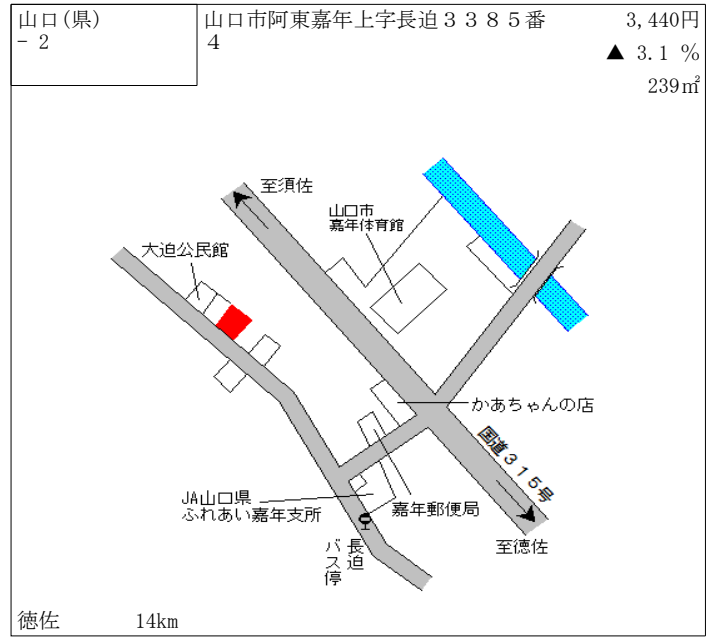 山口(県)
- 2
山口市阿東嘉年上字長迫３３８５番
4
3,440円
▲ 3.1 %
239㎡
至須佐
山口市
嘉年体育館
大迫公民館
かあちゃんの店
国道３１５号
JA山口県
ふれあい嘉年支所
嘉年郵便局
長迫
バス停
至徳佐
徳佐 14km